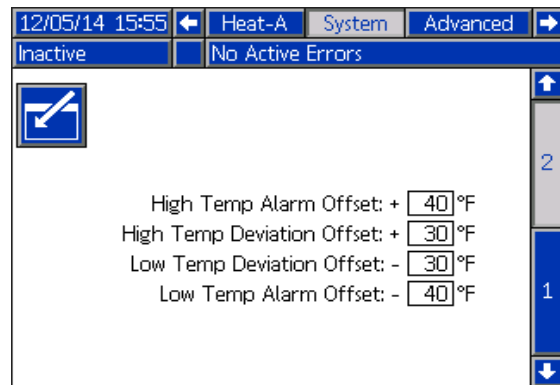 12/05/14 15:55 Heat-A System Advanced
Inactive No Active Errors
2
High Temp Alarm Offset: + 40 °F
High Temp Deviation Offset: + 30 °F
Low Temp Deviation Offset: - 30 °F
Low Temp Alarm Offset: - 40 °F
1